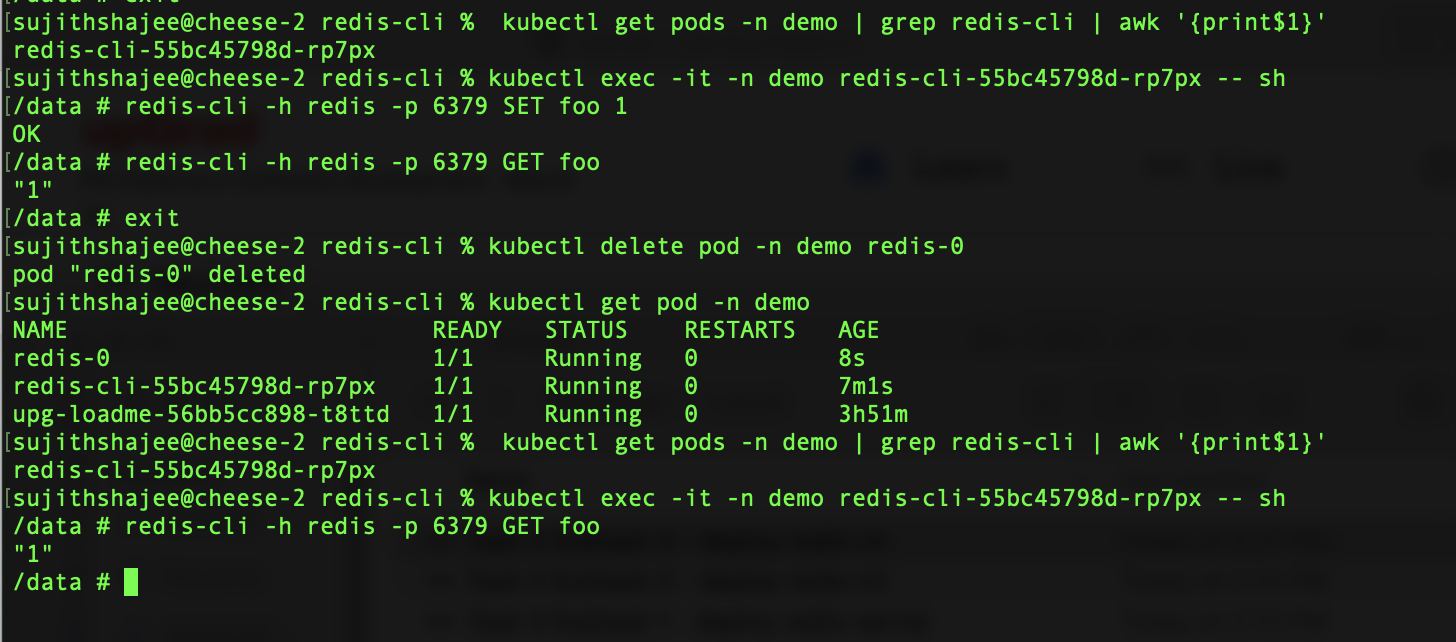 [sujithshajee@cheese-2 redis-cli %  kubectl get pods -n demo | grep redis-cli | awk '{print$1}'
redis-cli-55bc45798d-rp7px
[sujithshajee@cheese-2 redis-cli % kubectl exec -it -n demo redis-cli-55bc45798d-rp7px -- sh
[/data # redis-cli -h redis -p 6379 SET foo 1
OK
[/data # redis-cli -h redis -p 6379 GET foo
"1"
[/data # exit
[sujithshajee@cheese-2 redis-cli % kubectl delete pod -n demo redis-0
pod "redis-0" deleted
[sujithshajee@cheese-2 redis-cli % kubectl get pod -n demo
NAME                          READY   STATUS    RESTARTS   AGE
redis-0                       1/1     Running   0          8s
redis-cli-55bc45798d-rp7px    1/1     Running   0          7m1s
upg-loadme-56bb5cc898-t8ttd   1/1     Running   0          3h51m
[sujithshajee@cheese-2 redis-cli %  kubectl get pods -n demo | grep redis-cli | awk '{print$1}'
redis-cli-55bc45798d-rp7px
[sujithshajee@cheese-2 redis-cli % kubectl exec -it -n demo redis-cli-55bc45798d-rp7px -- sh
/data # redis-cli -h redis -p 6379 GET foo
"1"
/data #